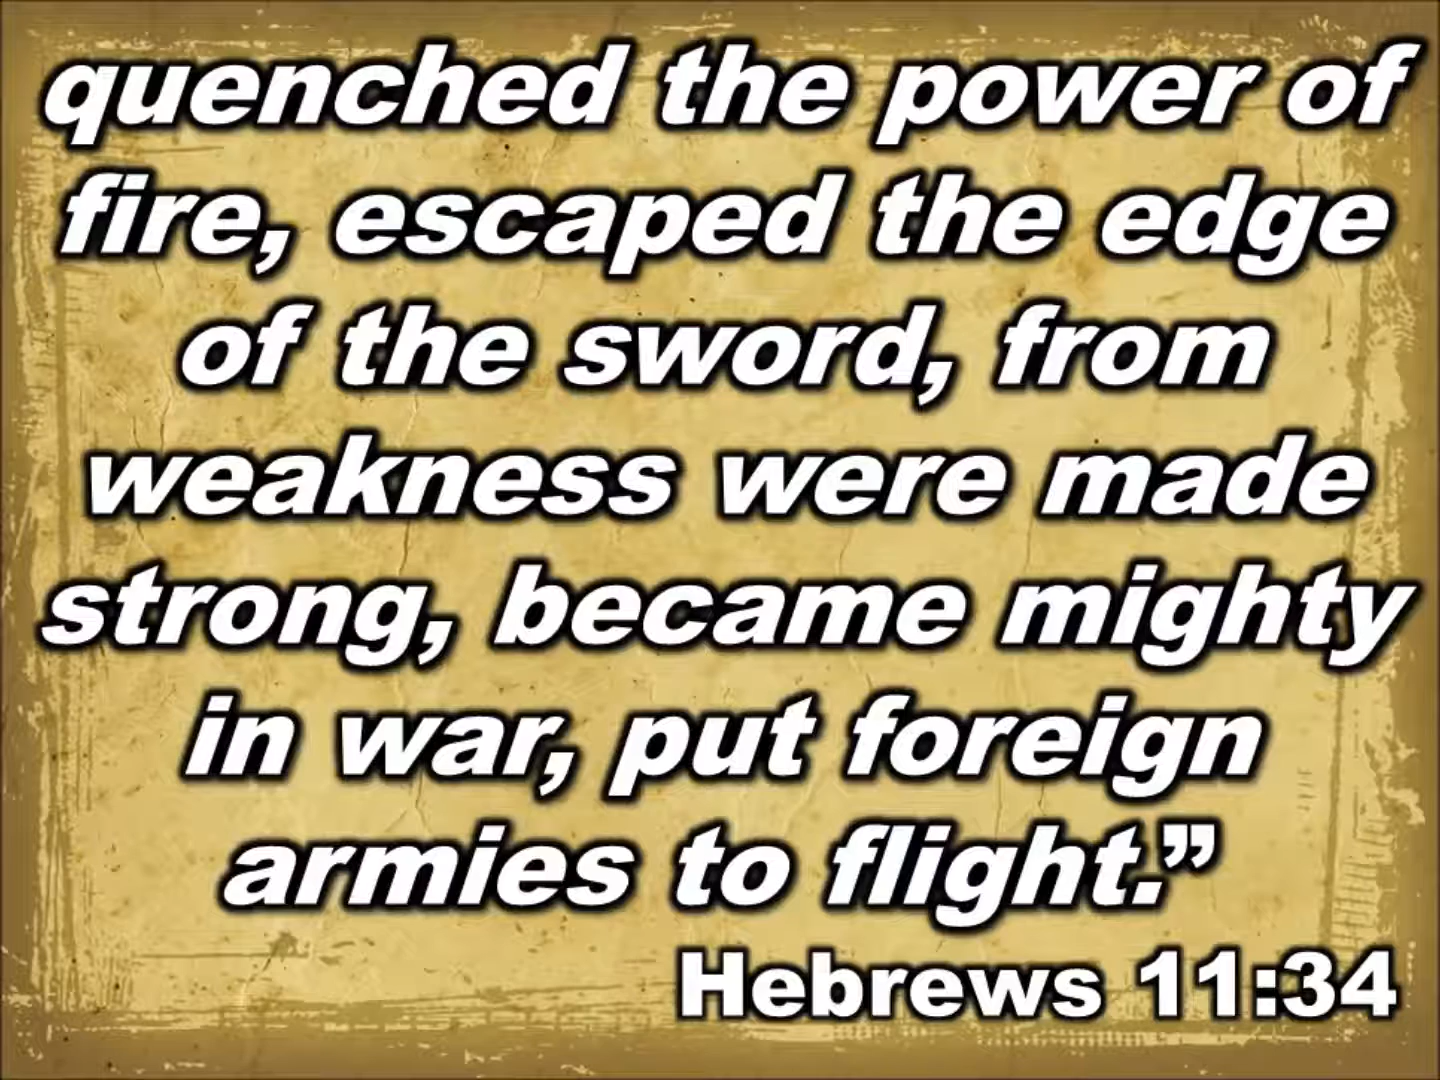 quenched the power of
fire, escaped the edge
of the sword, from
weakness were made
strong, became mighty
in war, put foreign
armies to flight.”
Hebrews 11:34